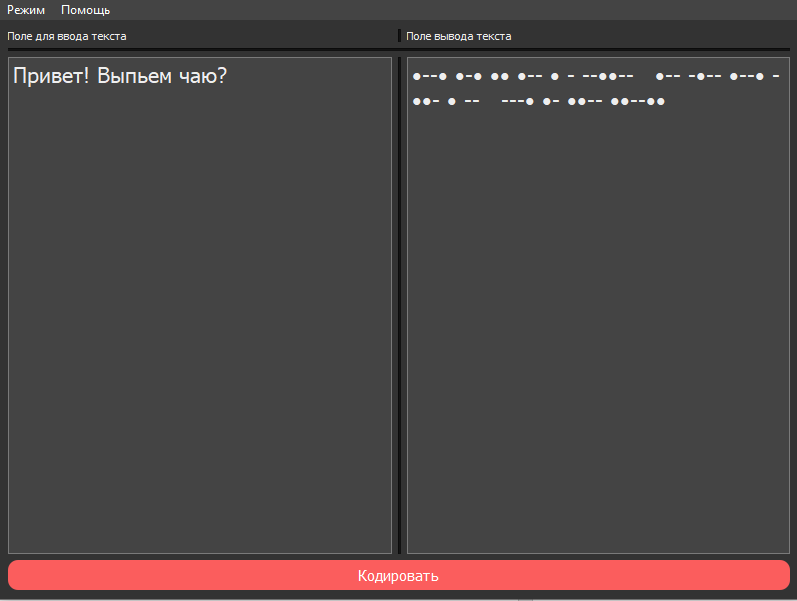 Режим Помощь
Поле для ввода текста
Поле вывода текста
Привет! Выпьем чаю?
●--● ●-● ●● ●-- ● - --●●-- ●-- -●-- ●--● -
●●- ● -- ---● ●- ●●-- ●●--●●
Кодировать